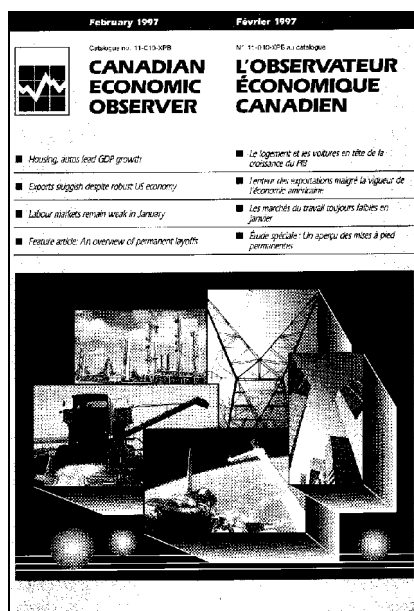 February 1997
Catalogue no. 11-010-XPB
CANADIAN
ECONOMIC
OBSERVER
■ Housing, autos lead GDP growth
■ Exports sluggish despite robust US economy
■ Labour markets remain weak in January
■ Feature article: An overview of permanent layoffs
Février 1997
N° 11-010-XPB au catalogue
L'OBSERVATEUR
ÉCONOMIQUE
CANADIEN
■ Le logement et les voitures en tête de la
croissance du PIB
■ Lenteur des exportations malgré la vigueur de
l'économie américaine
■ Les marchés du travail toujours faibles en
janvier
■ Étude spéciale : Un aperçu des mises à pied
permanentes